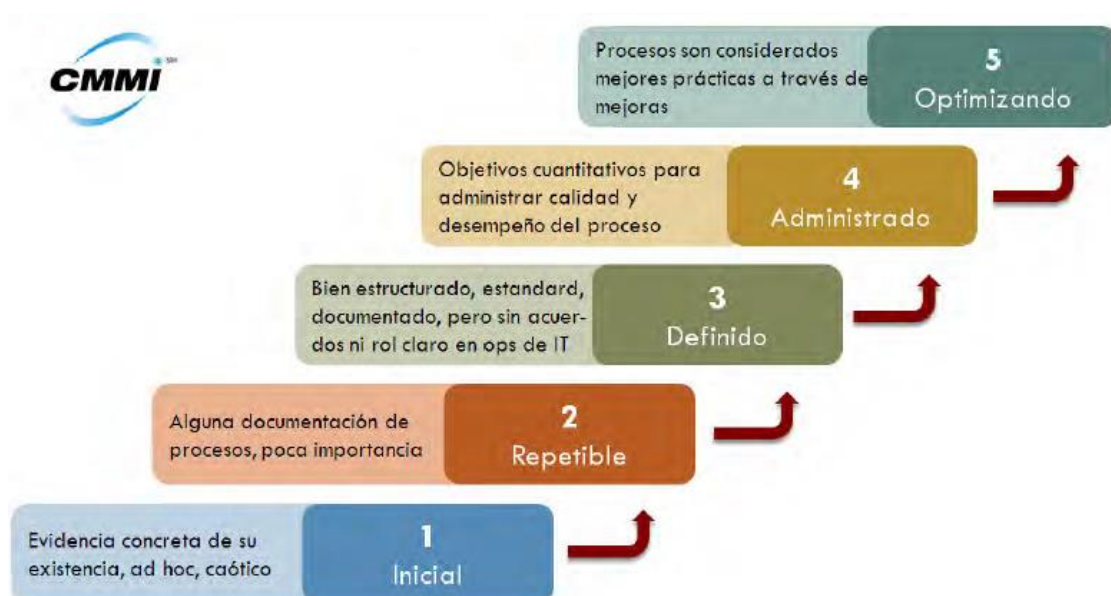 CMMI
SM
Procesos son considerados
mejores prácticas a través de
mejoras
5
Optimizando
Objetivos cuantitativos para
administrar calidad y
desempeño del proceso
4
Administrado
Bien estructurado, estandard,
documentado, pero sin acuer-
dos ni rol claro en ops de IT
3
Definido
Alguna documentación de
procesos, poca importancia
2
Repetible
Evidencia concreta de su
existencia, ad hoc, caótico
1
Inicial